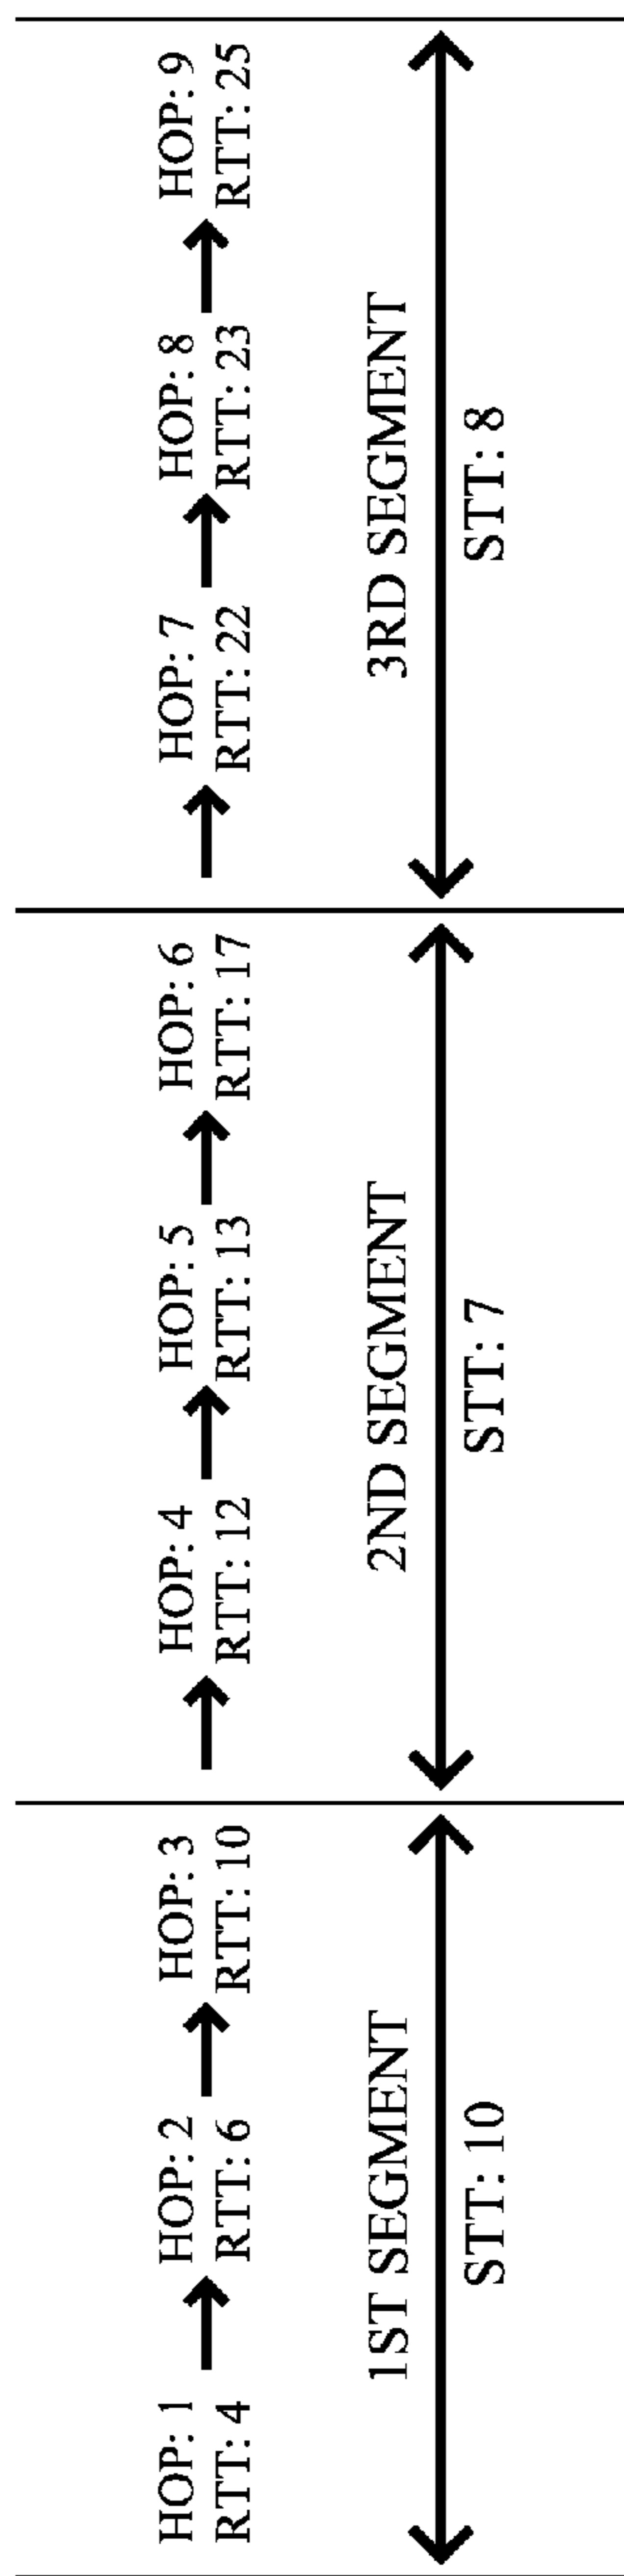 HOP: 1
RTT: 4
HOP: 2
RTT: 6
HOP: 3
RTT: 10
HOP: 4
RTT: 12
HOP: 5
RTT: 13
HOP: 6
RTT: 17
HOP: 7
RTT: 22
HOP: 8
RTT: 23
HOP: 9
RTT: 25
1ST SEGMENT
STT: 10
2ND SEGMENT
STT: 7
3RD SEGMENT
STT: 8